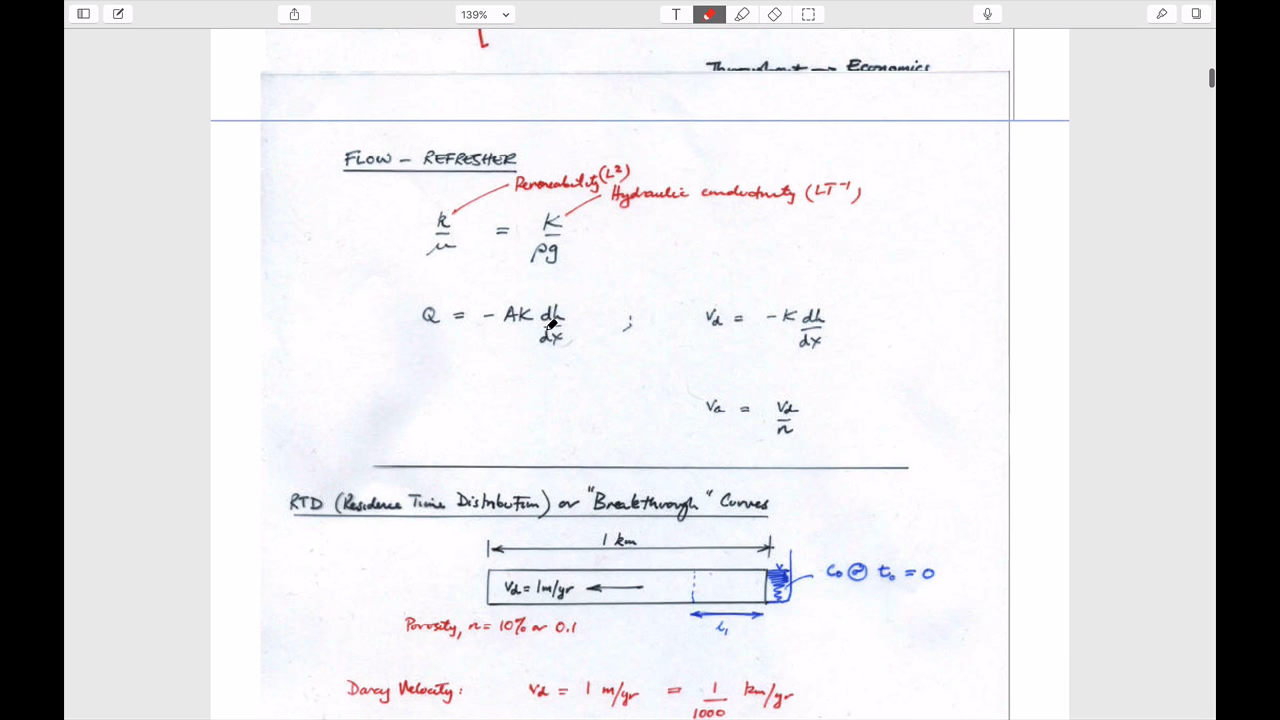 139%
T
Economics
FLOW - REFRESHER
Permeability (L²)
Hydraulic conductivity (LT⁻¹)
k/μ = K/ρg
Q = - AK dh/dx ; vd = - K dh/dx
va = vd/n
RTD (Residence Time Distribution) or "Breakthrough" Curves
1 km
vd = 1m/yr
C₀ @ t₀ = 0
Porosity, n = 10% or 0.1
L₁
Darcy Velocity: vd = 1 m/yr = 1/1000 km/yr